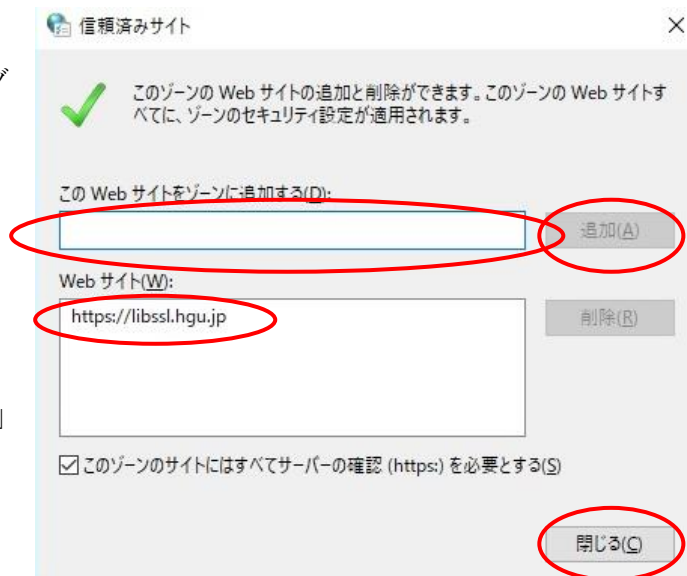 信頼済みサイト
このゾーンの Web サイトの追加と削除ができます。このゾーンの Web サイトす
べてに、ゾーンのセキュリティ設定が適用されます。
この Web サイトをゾーンに追加する(D):
追加(A)
Web サイト(W):
https://libssl.hgu.jp
削除(R)
このゾーンのサイトにはすべてサーバーの確認 (https:) を必要とする(S)
閉じる(C)